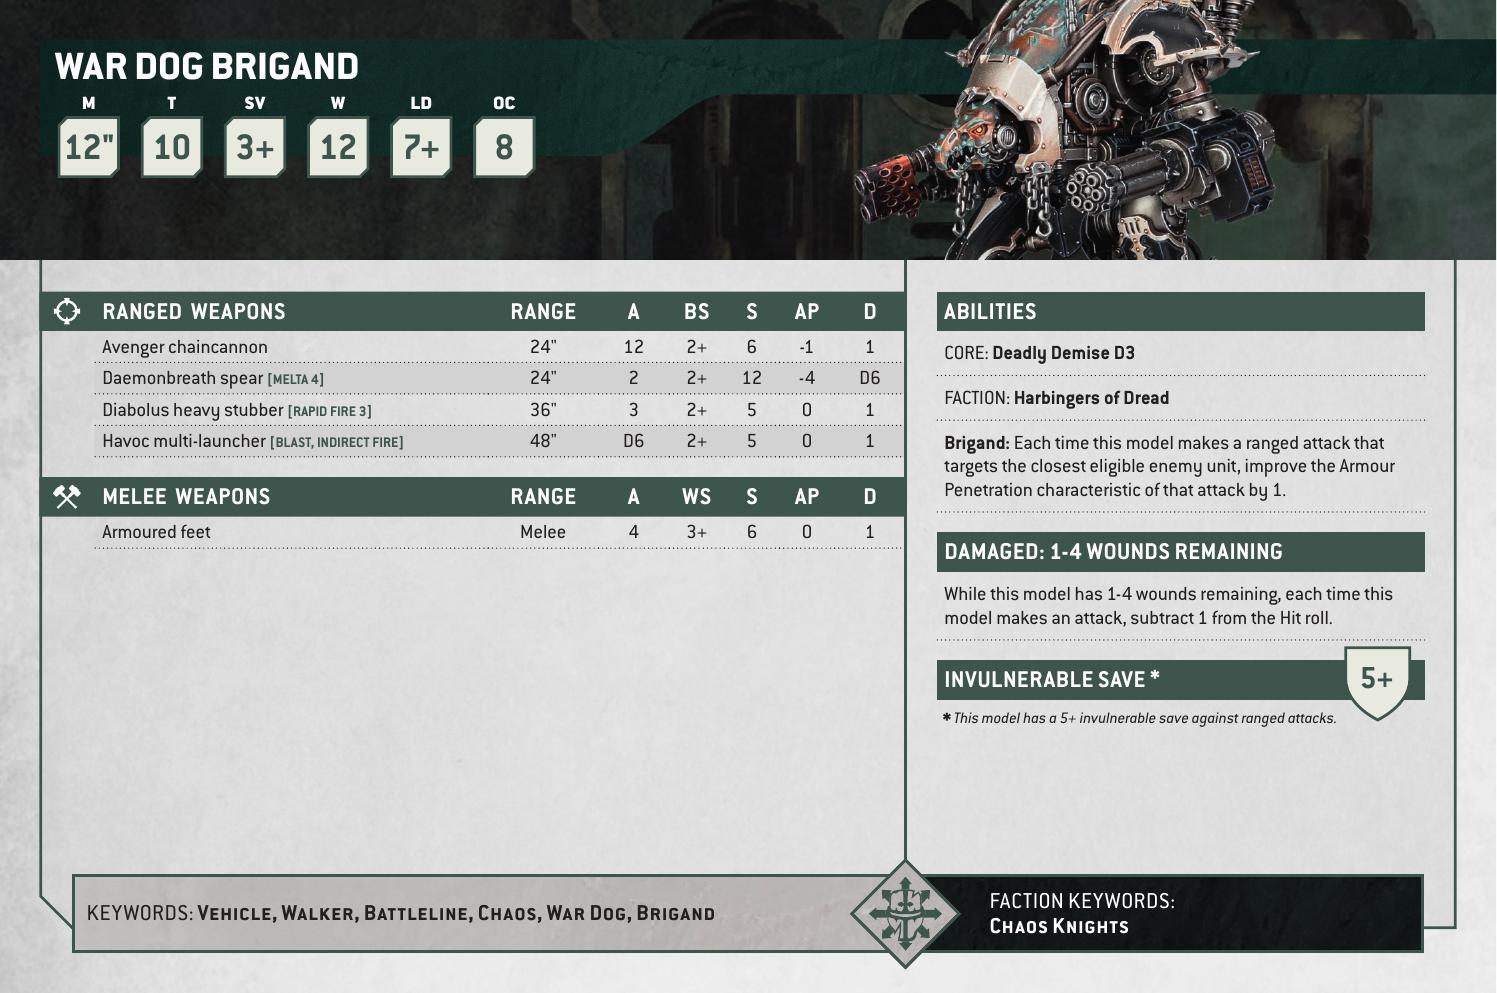 WAR DOG BRIGAND
M T SV W LD OC
12" 10 3+ 12 7+ 8
RANGED WEAPONS RANGE A BS S AP D
Avenger chaincannon 24" 12 2+ 6 -1 1
Daemonbreath spear [MELTA 4] 24" 2 2+ 12 -4 D6
Diabolus heavy stubber [RAPID FIRE 3] 36" 3 2+ 5 0 1
Havoc multi-launcher [BLAST, INDIRECT FIRE] 48" D6 2+ 5 0 1
MELEE WEAPONS RANGE A WS S AP D
Armoured feet Melee 4 3+ 6 0 1
ABILITIES
CORE: Deadly Demise D3
FACTION: Harbingers of Dread
Brigand: Each time this model makes a ranged attack that
targets the closest eligible enemy unit, improve the Armour
Penetration characteristic of that attack by 1.
DAMAGED: 1-4 WOUNDS REMAINING
While this model has 1-4 wounds remaining, each time this
model makes an attack, subtract 1 from the Hit roll.
INVULNERABLE SAVE * 5+
* This model has a 5+ invulnerable save against ranged attacks.
KEYWORDS: VEHICLE, WALKER, BATTLELINE, CHAOS, WAR DOG, BRIGAND
FACTION KEYWORDS:
CHAOS KNIGHTS